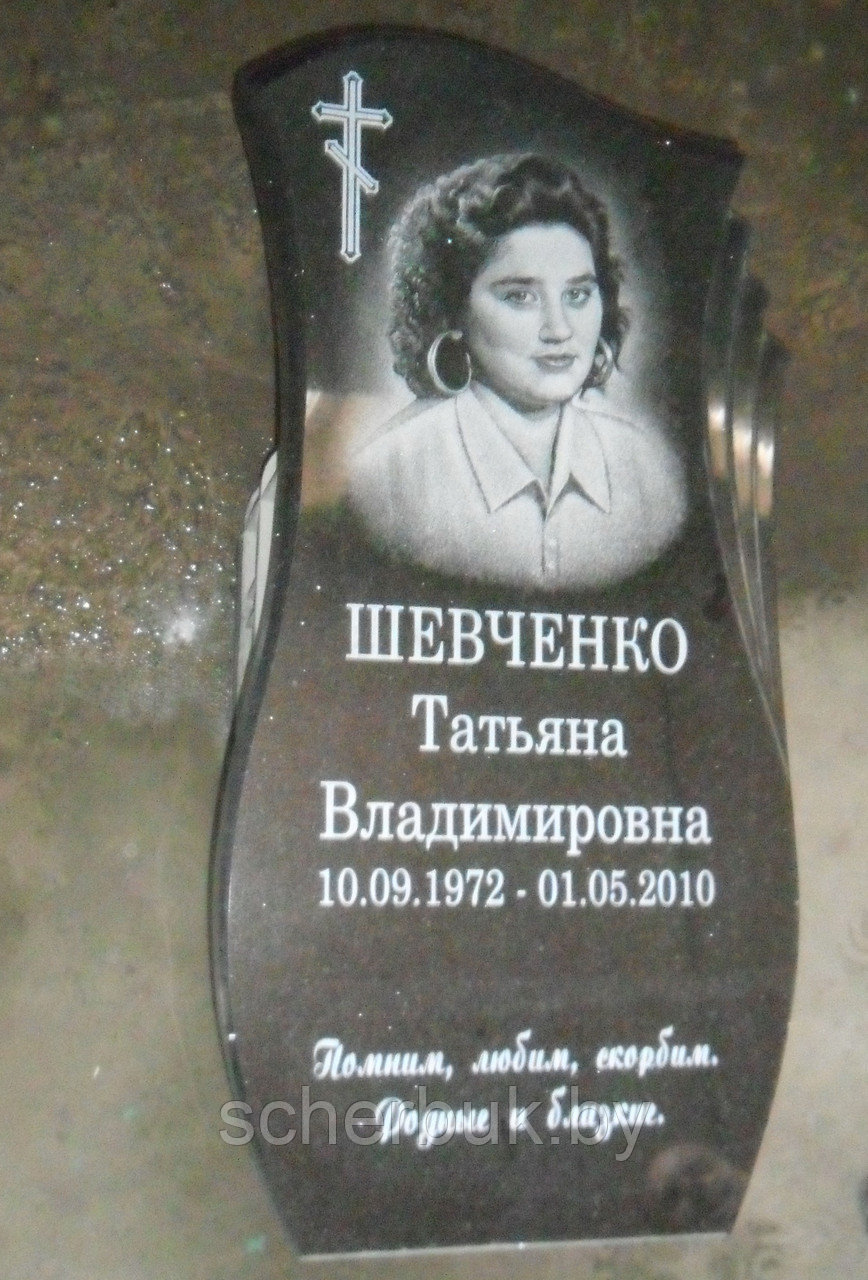 ШЕВЧЕНКО
Татьяна
Владимировна
10.09.1972 - 01.05.2010
Помним, любим, скорбим.
Родные и близкие.
scherbuk.by